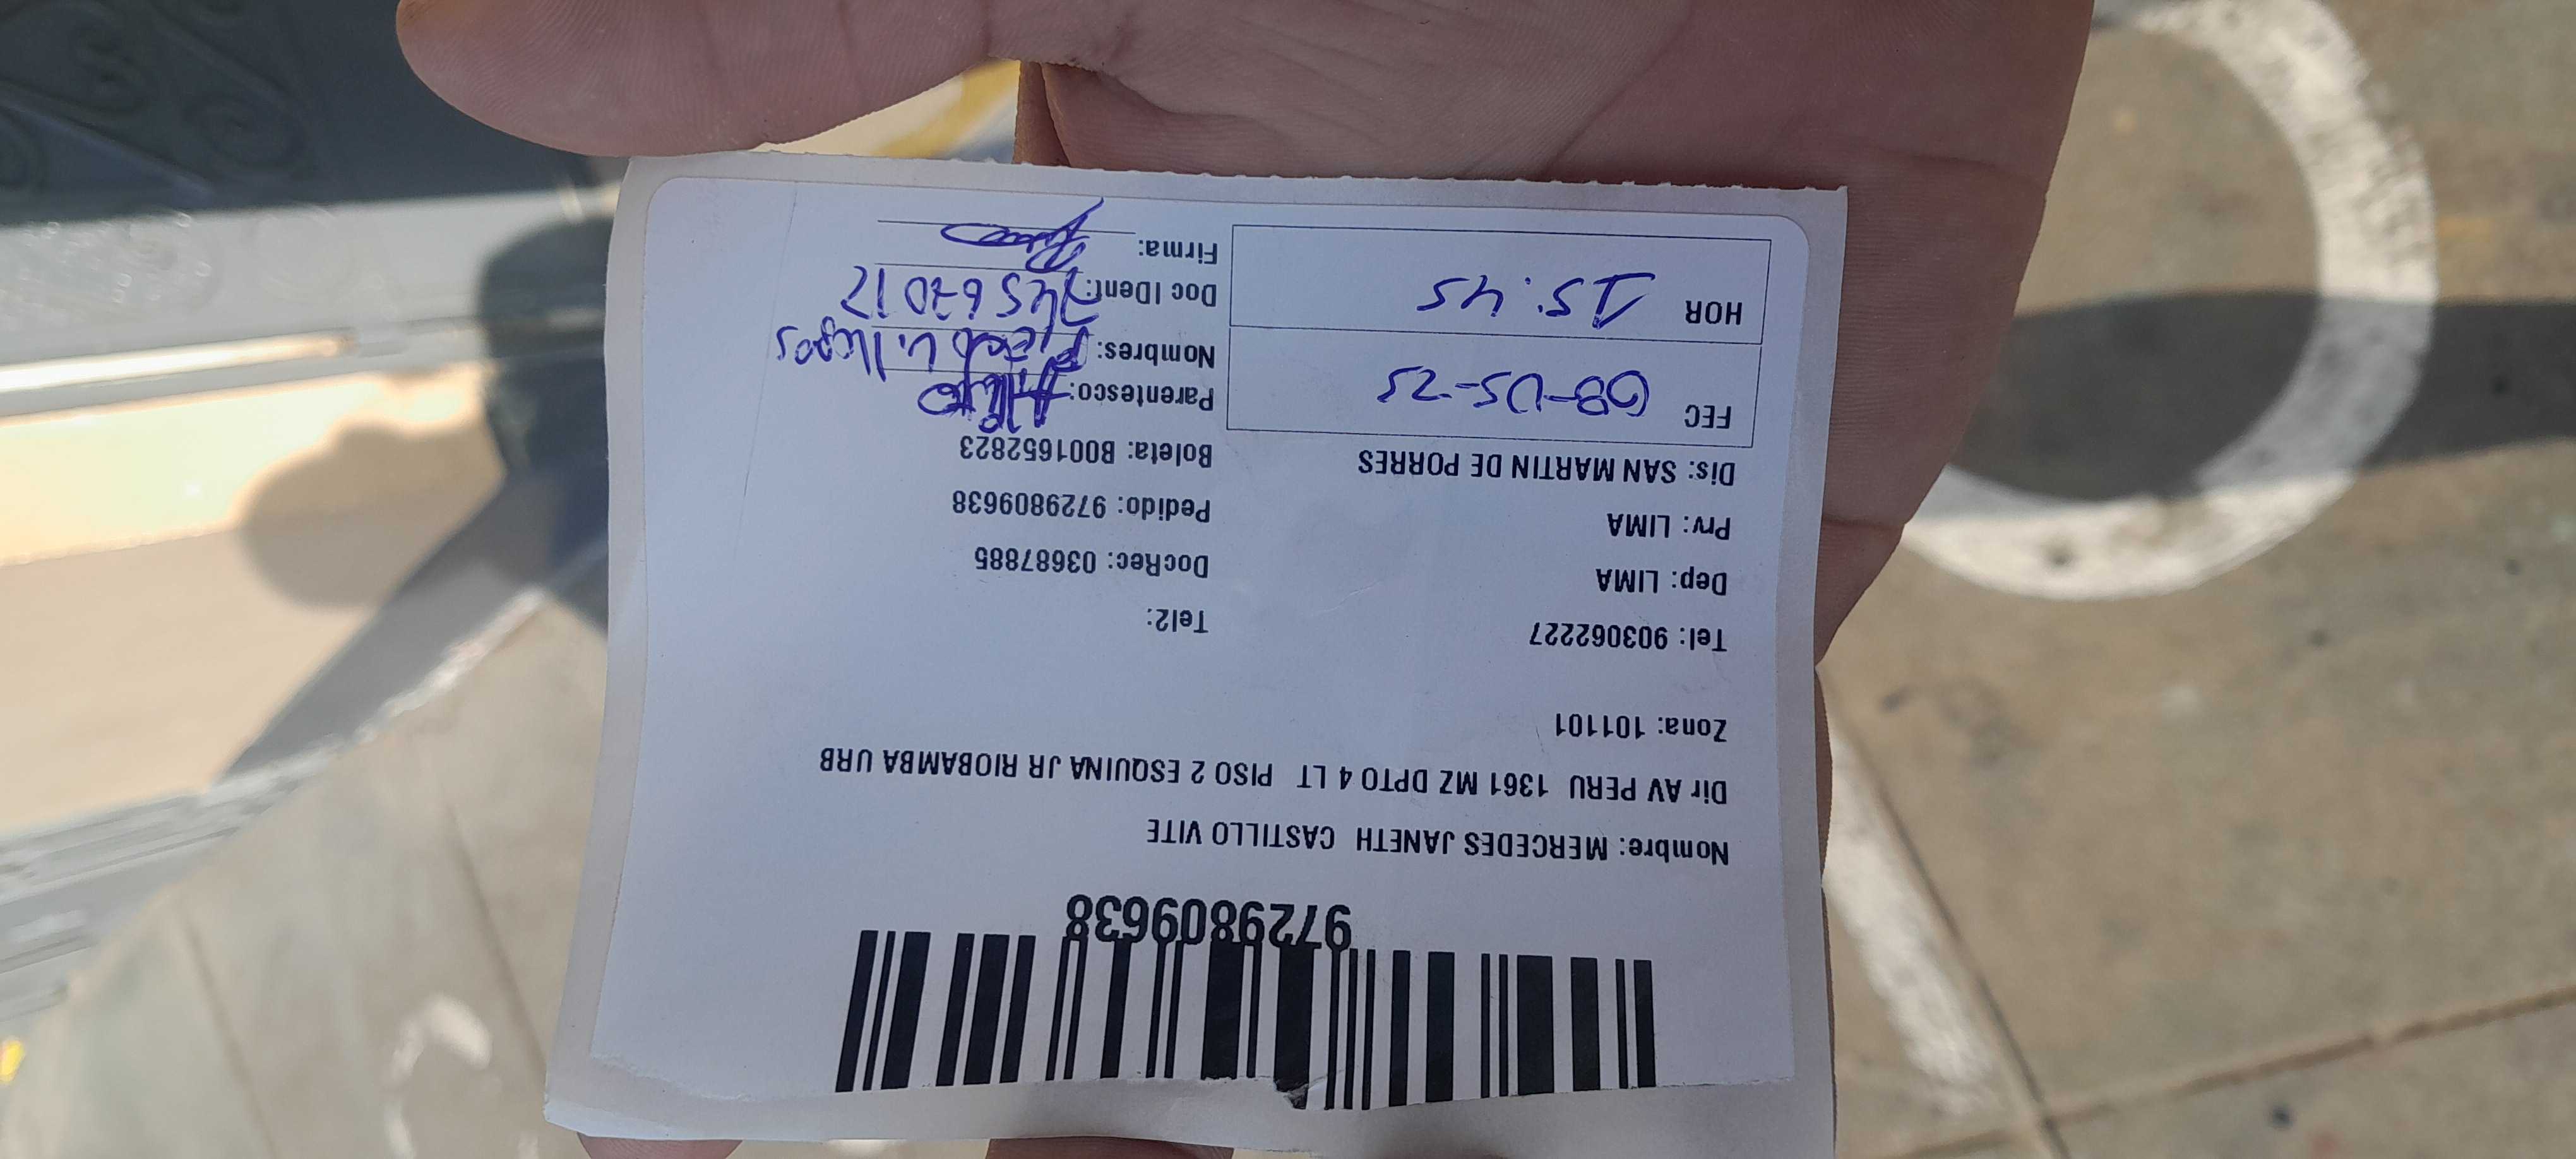 9729809638
Nombre: MERCEDES JANETH CASTILLO VITE
Dir AV PERU 1361 MZ DPTO 4 LT PISO 2 ESQUINA JR RIOBAMBA URB
Zona: 101101
Tel: 903062227 Tel2:
Dep: LIMA DocRec: 03687885
Prv: LIMA Pedido: 9729809638
Dis: SAN MARTIN DE PORRES Boleta: B001652823
FEC 08-05-25 Parentesco:
Nombres:
HOR 15:45 Doc IDent:
Firma: